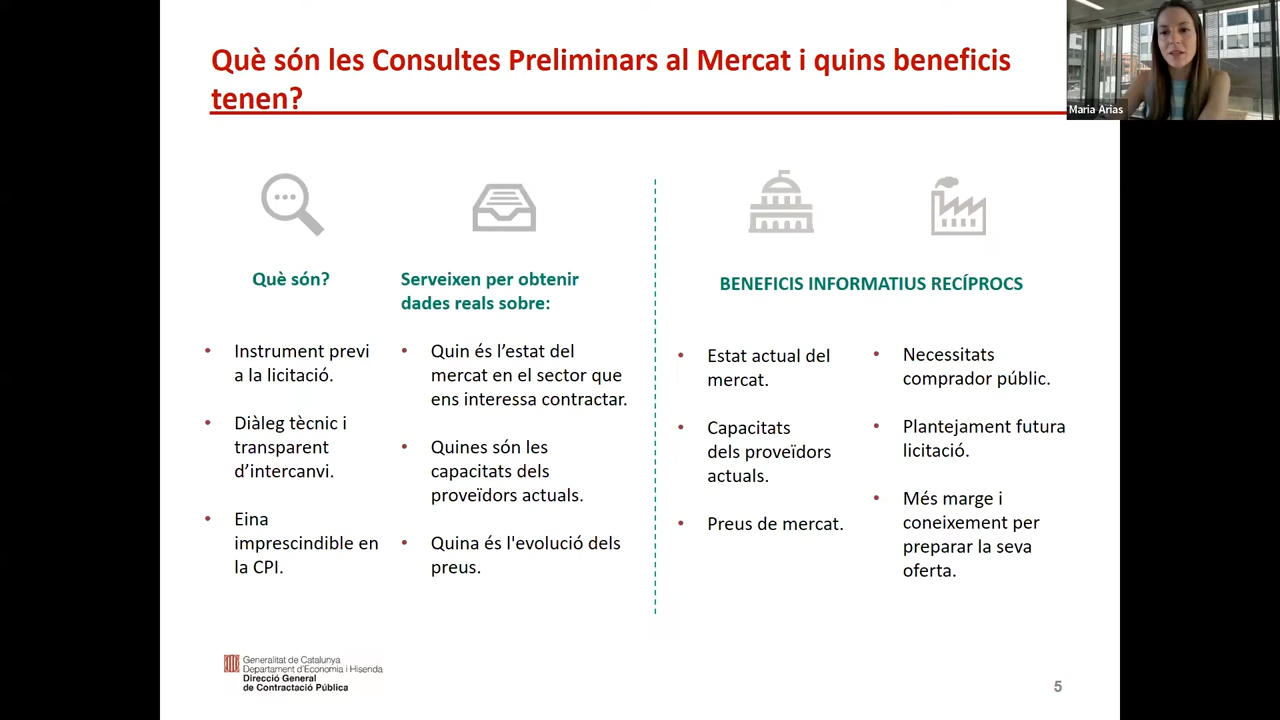 Què són les Consultes Preliminars al Mercat i quins beneficis
tenen?
Maria Arias
Què són?
Instrument previ
a la licitació.
Diàleg tècnic i
transparent
d’intercanvi.
Eina
imprescindible en
la CPI.
Serveixen per obtenir
dades reals sobre:
Quin és l’estat del
mercat en el sector que
ens interessa contractar.
Quines són les
capacitats dels
proveïdors actuals.
Quina és l'evolució dels
preus.
BENEFICIS INFORMATIUS RECÍPROCS
Estat actual del
mercat.
Capacitats
dels proveïdors
actuals.
Preus de mercat.
Necessitats
comprador públic.
Plantejament futura
licitació.
Més marge i
coneixement per
preparar la seva
oferta.
Generalitat de Catalunya
Departament d'Economia i Hisenda
Direcció General
de Contractació Pública
5